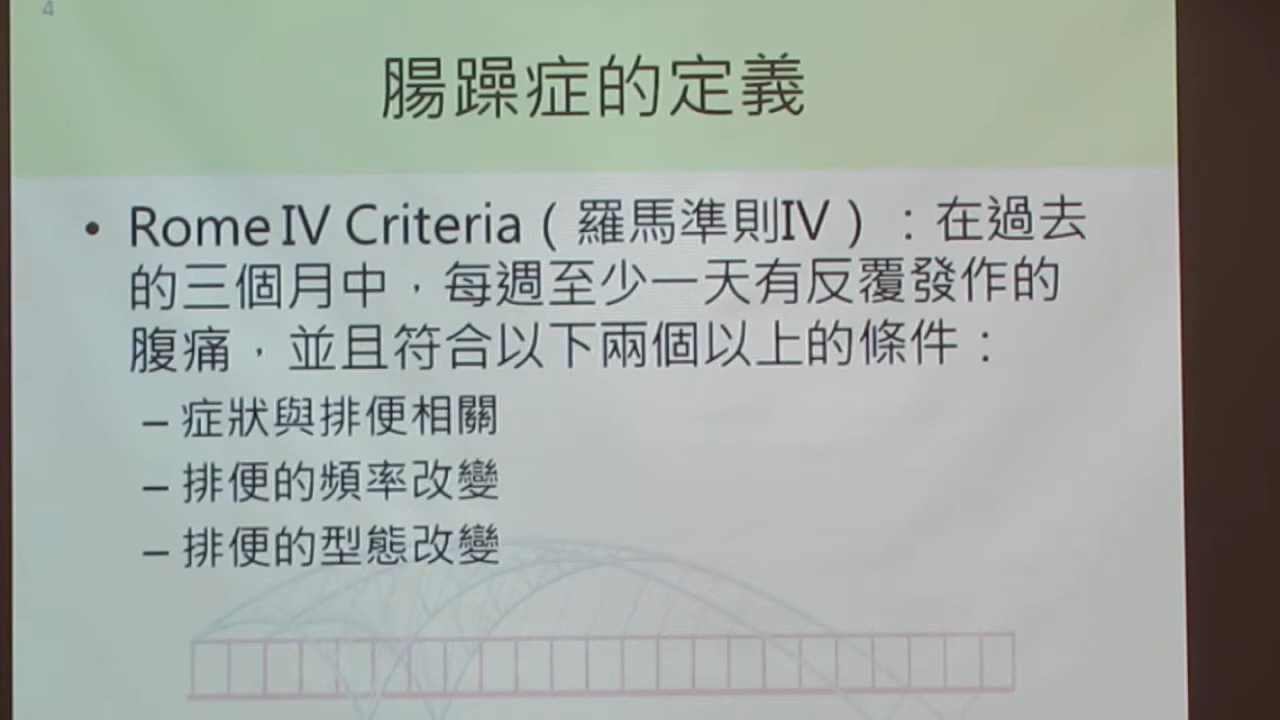 4
腸躁症的定義
• Rome IV Criteria（羅馬準則IV）：在過去
的三個月中，每週至少一天有反覆發作的
腹痛，並且符合以下兩個以上的條件：
– 症狀與排便相關
– 排便的頻率改變
– 排便的型態改變